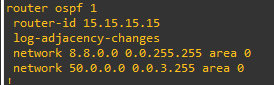 router ospf 1
router-id 15.15.15.15
log-adjacency-changes
network 8.8.0.0 0.0.255.255 area 0
network 50.0.0.0 0.0.3.255 area 0
!